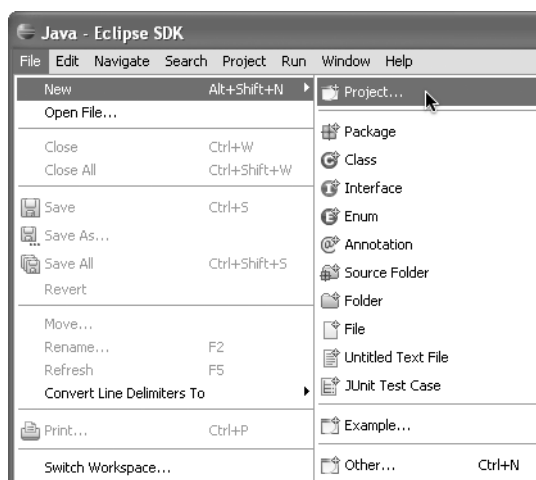 Java - Eclipse SDK
File Edit Navigate Search Project Run Window Help
New Alt+Shift+N
Open File...
Close Ctrl+W
Close All Ctrl+Shift+W
Save Ctrl+S
Save As...
Save All Ctrl+Shift+S
Revert
Move...
Rename... F2
Refresh F5
Convert Line Delimiters To
Print... Ctrl+P
Switch Workspace...
Project...
Package
Class
Interface
Enum
Annotation
Source Folder
Folder
File
Untitled Text File
JUnit Test Case
Example...
Other... Ctrl+N